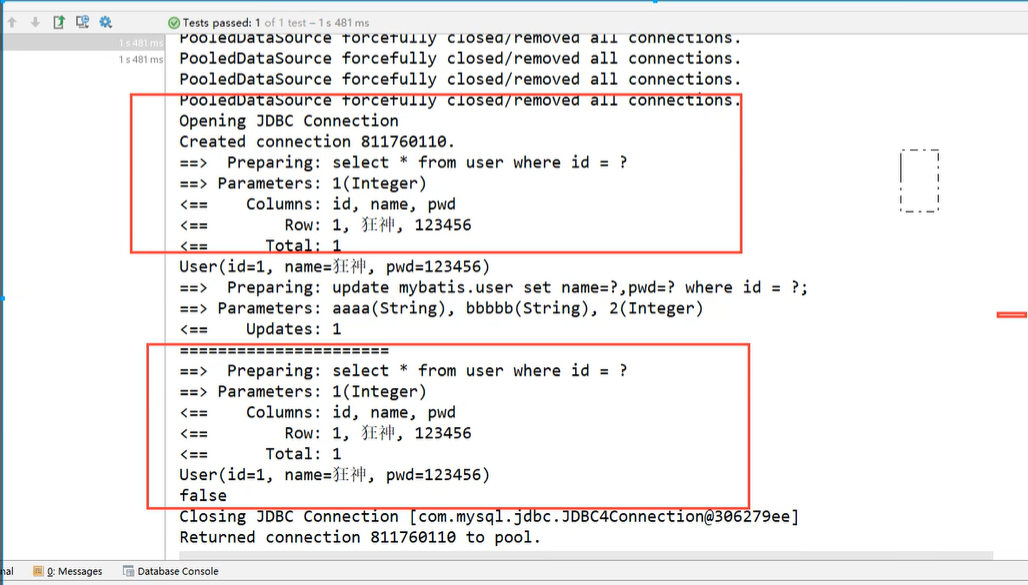 Tests passed: 1 of 1 test – 1 s 481 ms
1 s 481 ms
1 s 481 ms
PooledDataSource forcefully closed/removed all connections.
PooledDataSource forcefully closed/removed all connections.
PooledDataSource forcefully closed/removed all connections.
PooledDataSource forcefully closed/removed all connections.
Opening JDBC Connection
Created connection 811760110.
==>  Preparing: select * from user where id = ?
==> Parameters: 1(Integer)
<==    Columns: id, name, pwd
<==        Row: 1, 狂神, 123456
<==      Total: 1
User(id=1, name=狂神, pwd=123456)
==>  Preparing: update mybatis.user set name=?,pwd=? where id = ?;
==> Parameters: aaaa(String), bbbbb(String), 2(Integer)
<==    Updates: 1
======================
==>  Preparing: select * from user where id = ?
==> Parameters: 1(Integer)
<==    Columns: id, name, pwd
<==        Row: 1, 狂神, 123456
<==      Total: 1
User(id=1, name=狂神, pwd=123456)
false
Closing JDBC Connection [com.mysql.jdbc.JDBC4Connection@306279ee]
Returned connection 811760110 to pool.
nal 0: Messages Database Console